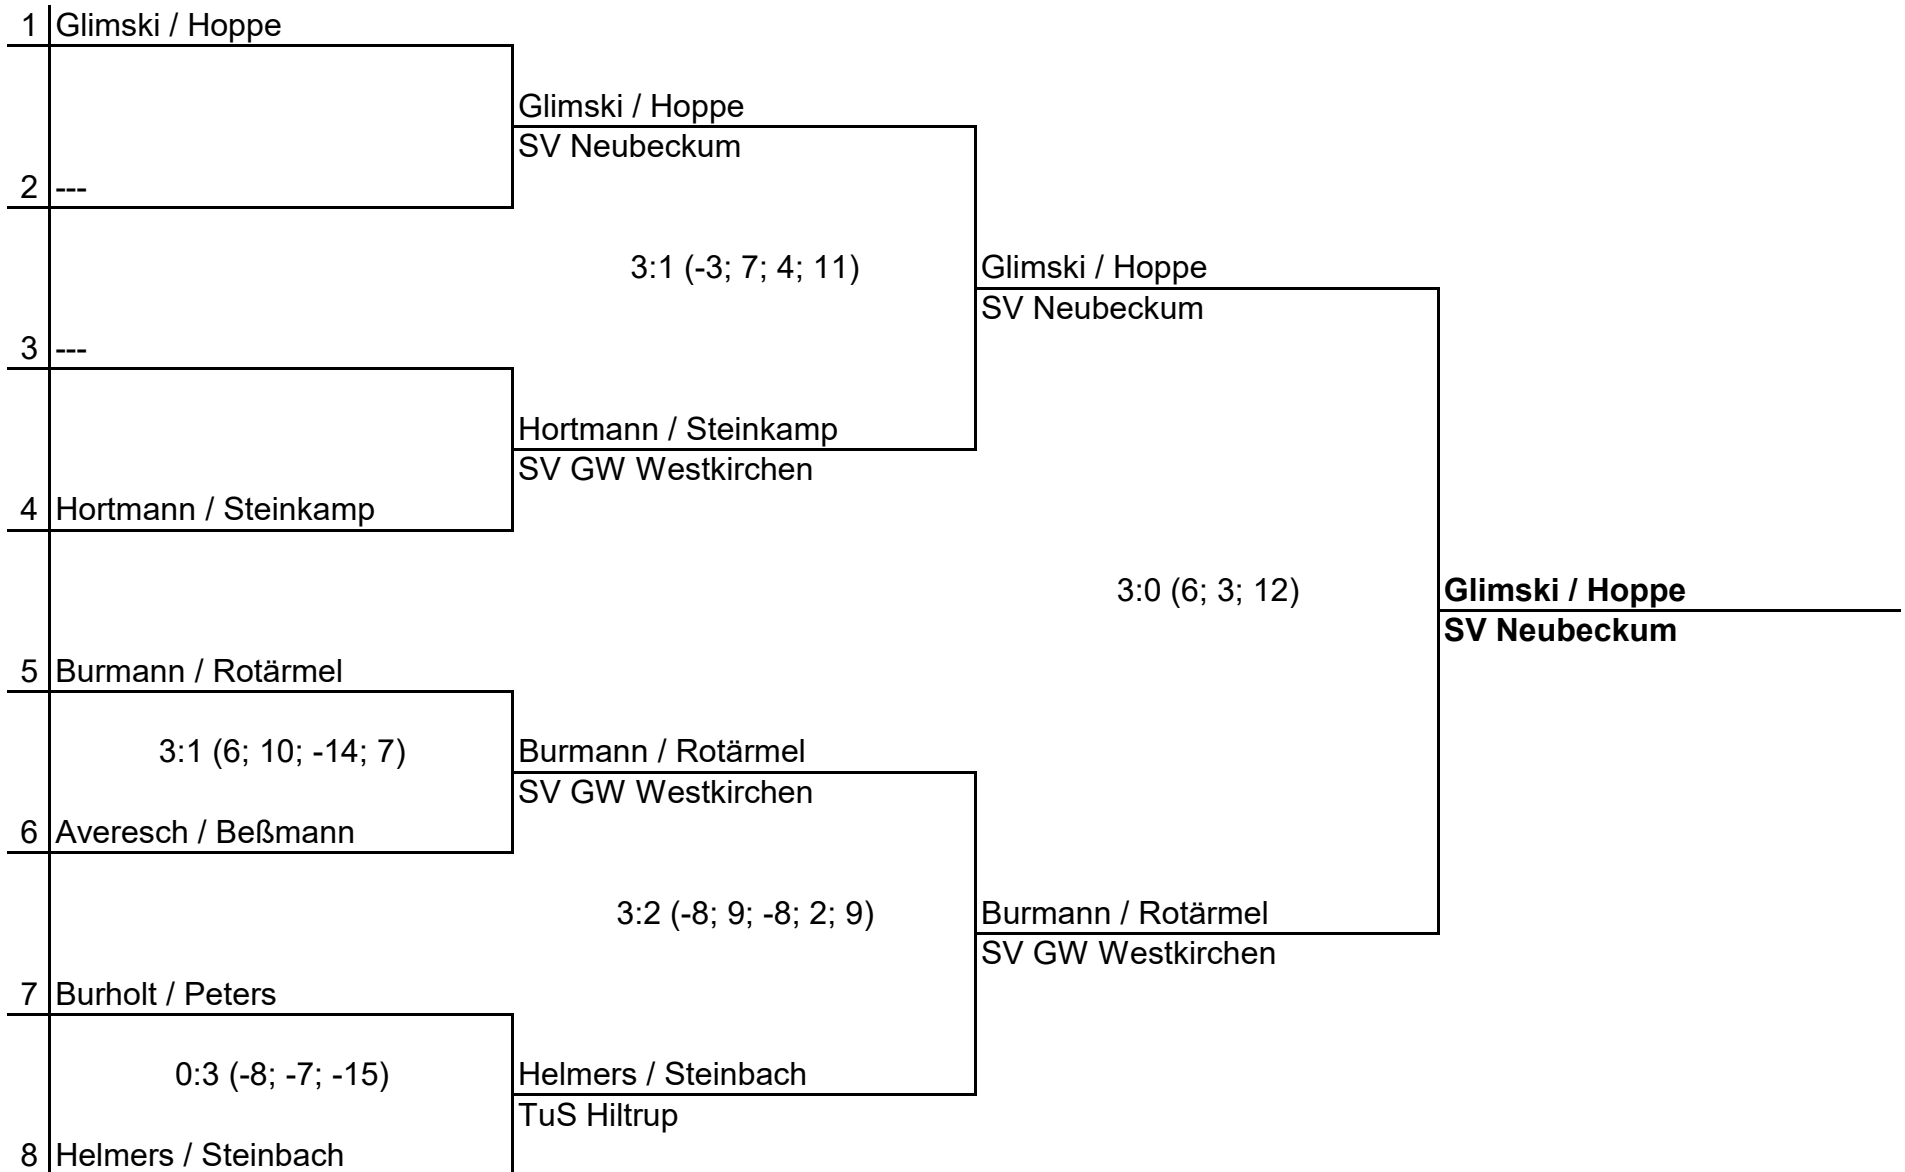 1 Glimski / Hoppe
Glimski / Hoppe
SV Neubeckum
2 ---
3:1 (-3; 7; 4; 11)
Glimski / Hoppe
SV Neubeckum
3 ---
Hortmann / Steinkamp
SV GW Westkirchen
4 Hortmann / Steinkamp
3:0 (6; 3; 12)
Glimski / Hoppe
SV Neubeckum
5 Burmann / Rotärmel
3:1 (6; 10; -14; 7)
Burmann / Rotärmel
SV GW Westkirchen
6 Averesch / Beßmann
3:2 (-8; 9; -8; 2; 9)
Burmann / Rotärmel
SV GW Westkirchen
7 Burholt / Peters
0:3 (-8; -7; -15)
Helmers / Steinbach
TuS Hiltrup
8 Helmers / Steinbach